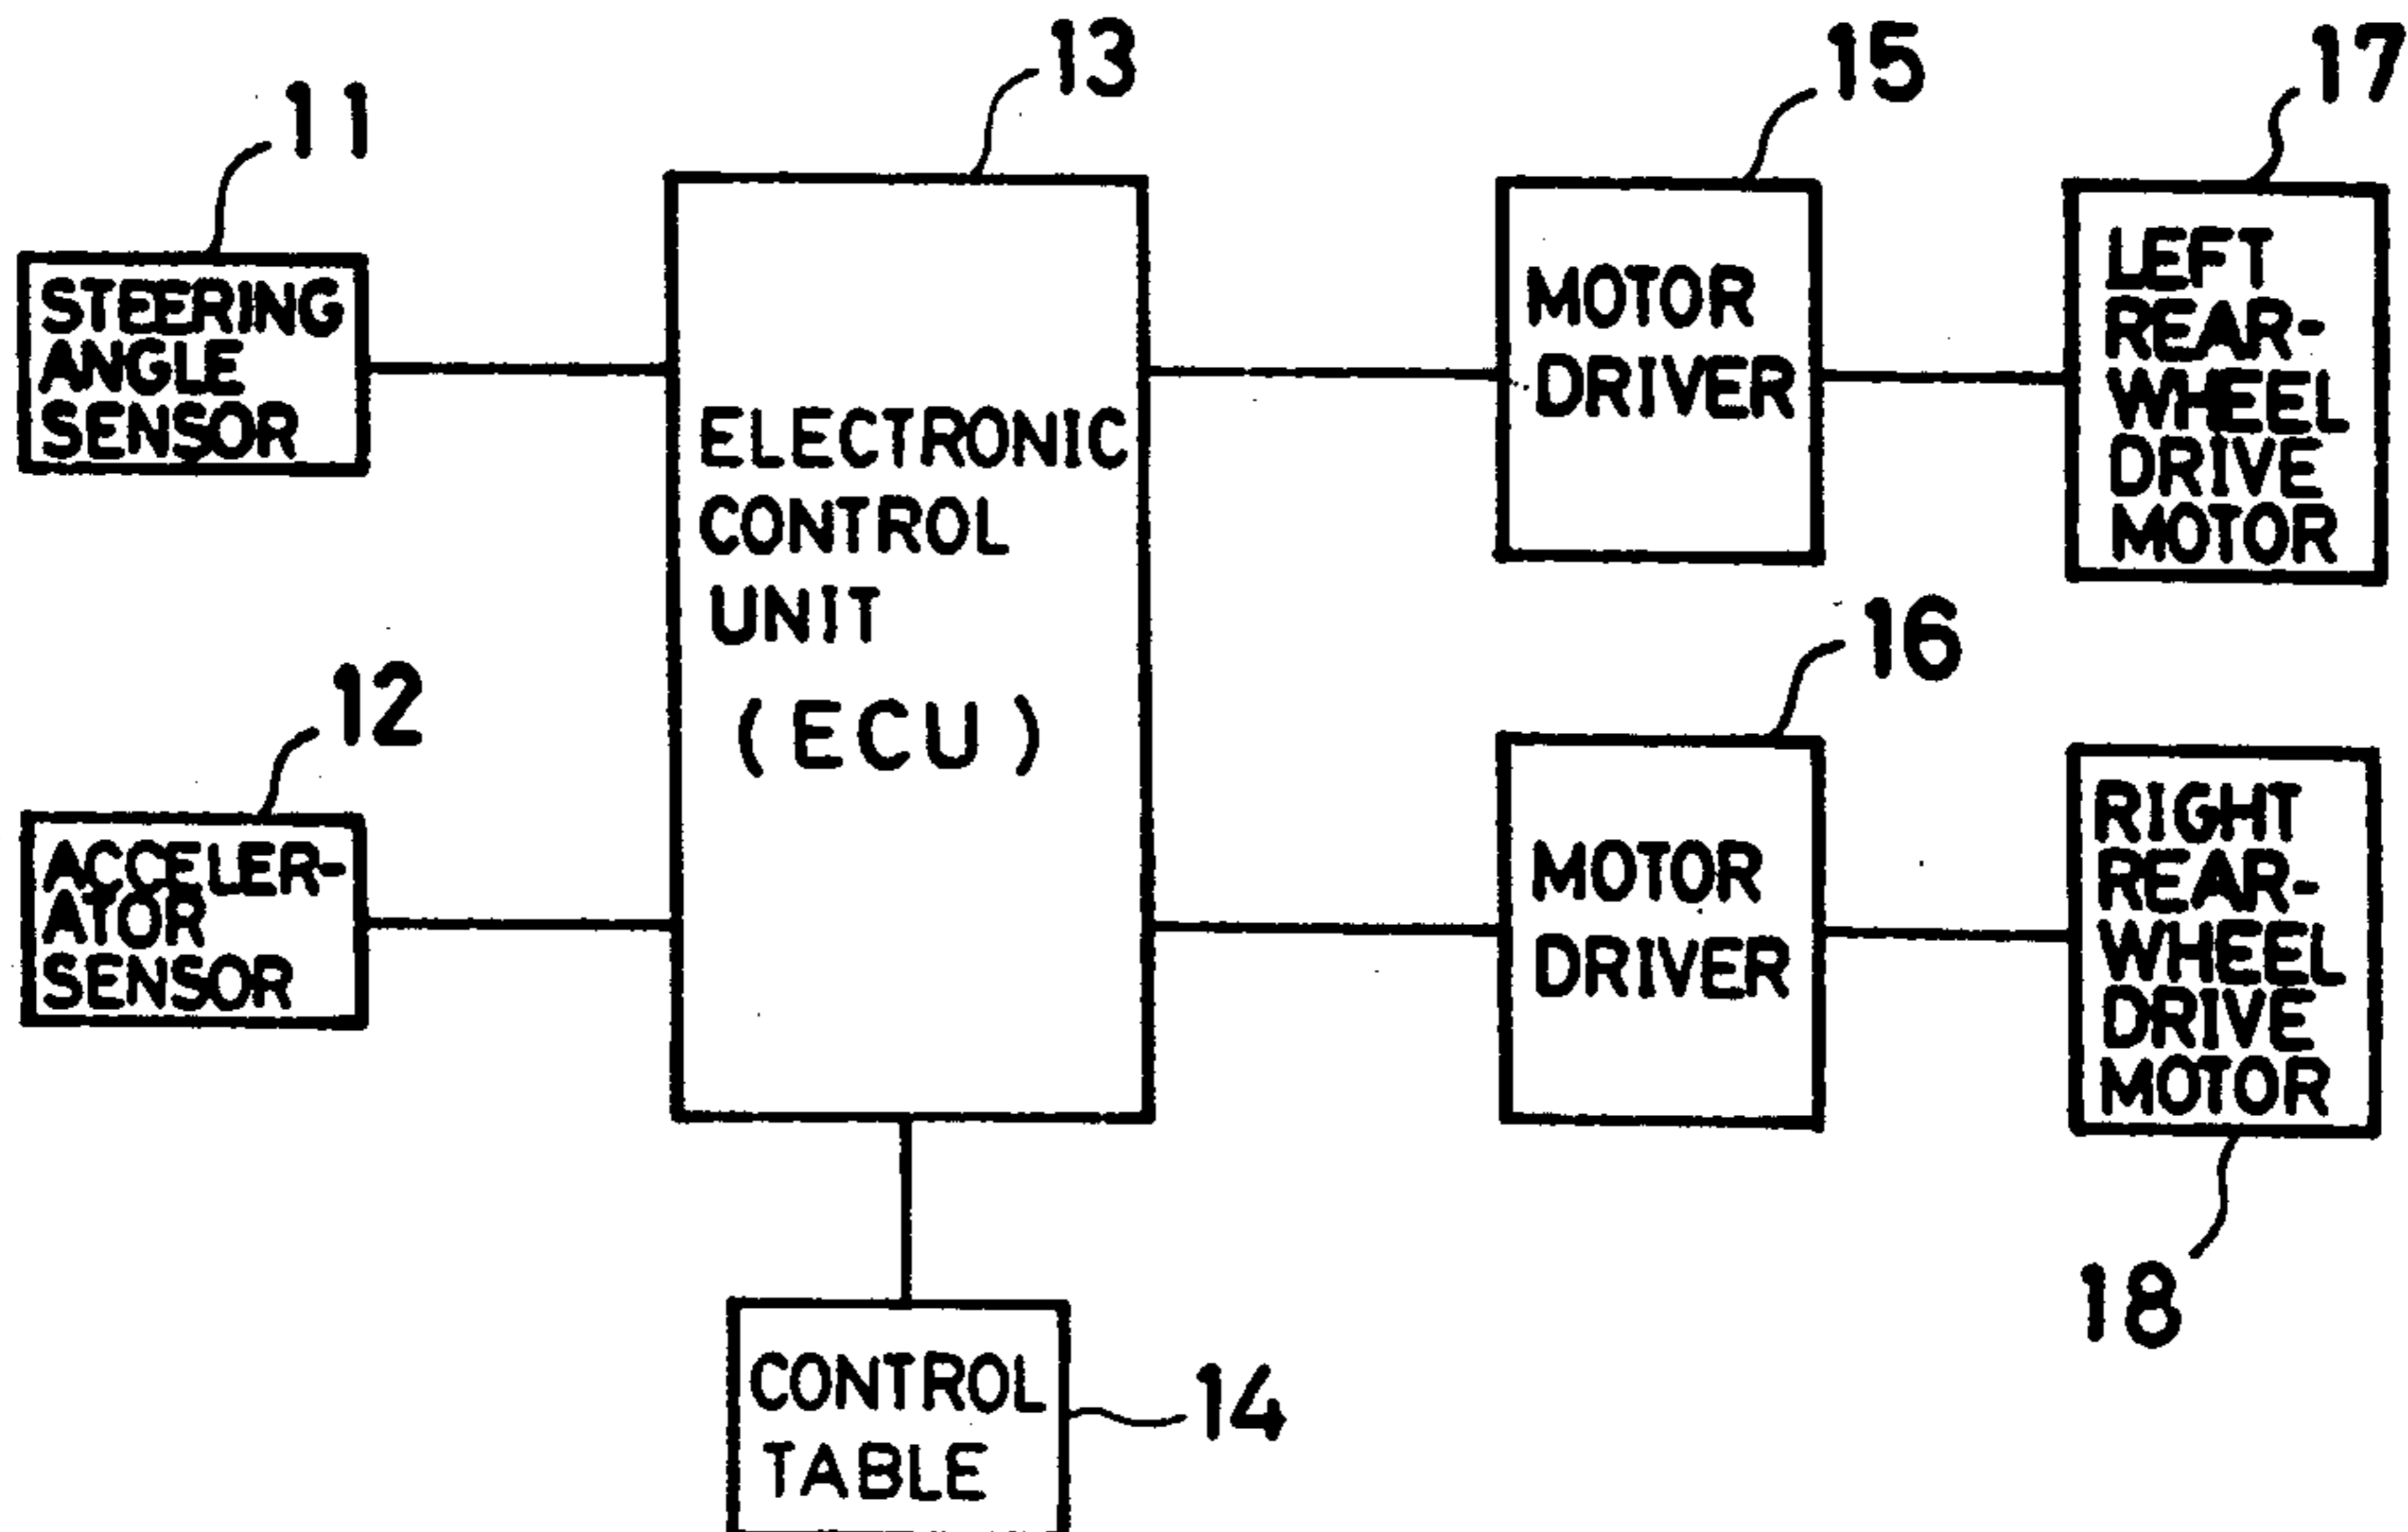 11
STEERING
ANGLE
SENSOR
12
ACCELER-
ATOR
SENSOR
13
ELECTRONIC
CONTROL
UNIT
(ECU)
14
CONTROL
TABLE
15
MOTOR
DRIVER
16
MOTOR
DRIVER
17
LEFT
REAR-
WHEEL
DRIVE
MOTOR
18
RIGHT
REAR-
WHEEL
DRIVE
MOTOR